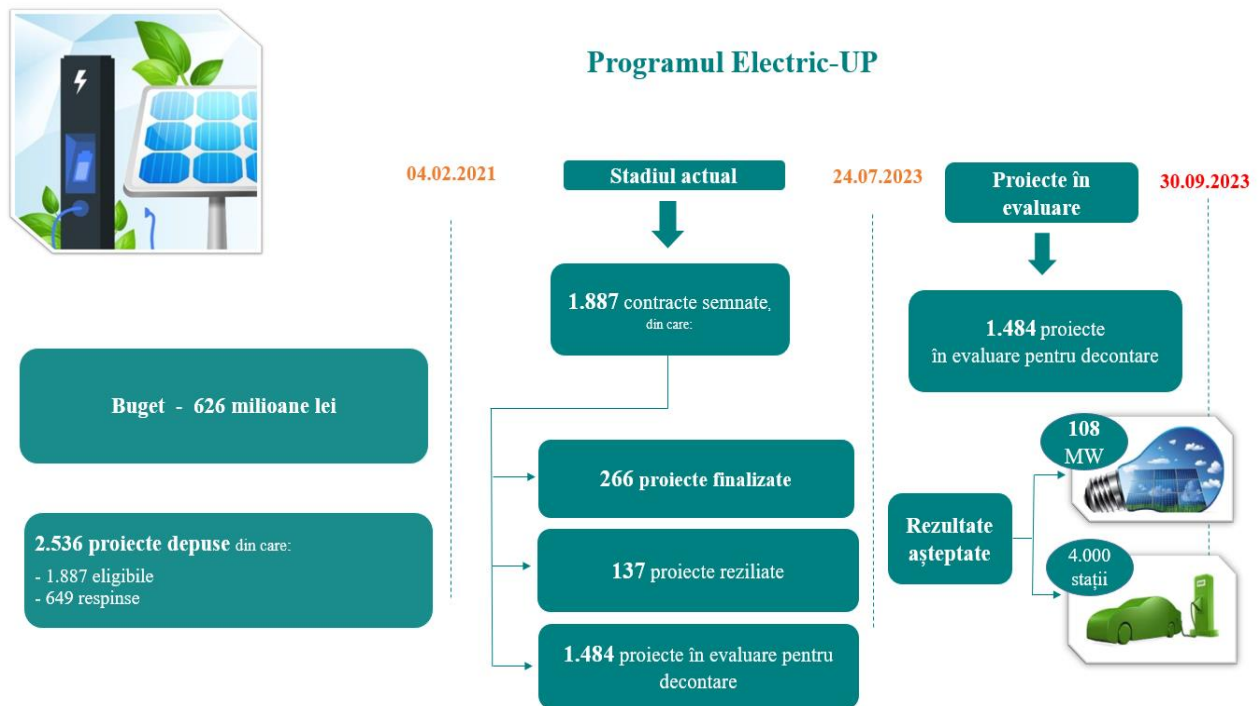 Programul Electric-UP
04.02.2021
Stadiul actual
24.07.2023
Proiecte în
evaluare
30.09.2023
1.887 contracte semnate,
din care:
1.484 proiecte
în evaluare pentru decontare
Buget - 626 milioane lei
2.536 proiecte depuse din care:
- 1.887 eligibile
- 649 respinse
266 proiecte finalizate
137 proiecte reziliate
1.484 proiecte în evaluare pentru
decontare
Rezultate
așteptate
108
MW
4.000
stații